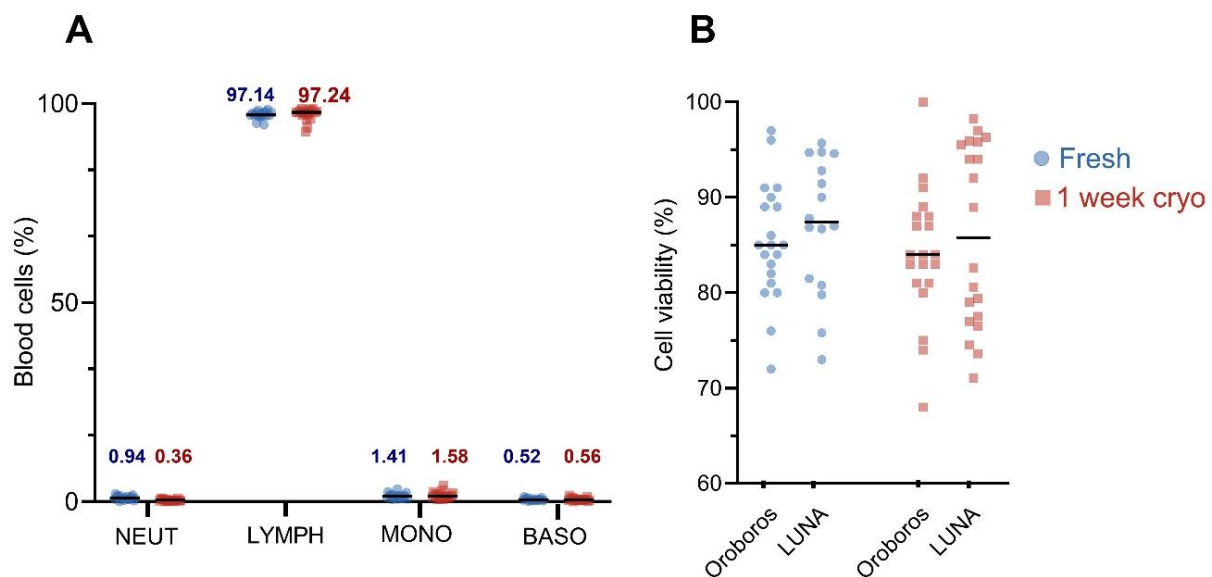 A
Blood cells (%)
100
50
0
97.14 97.24
0.94 0.36
1.41 1.58
0.52 0.56
NEUT LYMPH MONO BASO
B
Cell viability (%)
100
90
80
70
60
Oroboros LUNA Oroboros LUNA
Fresh
1 week cryo